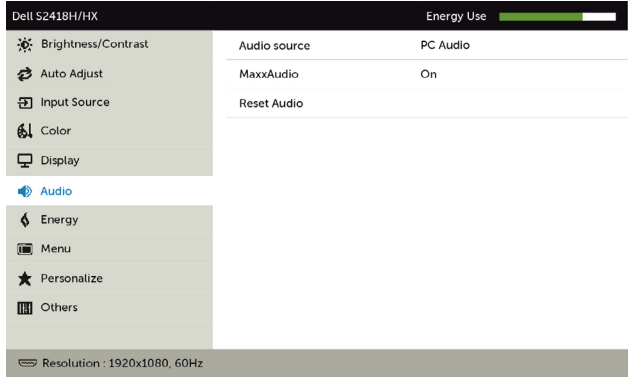 Dell S2418H/HX
Energy Use
Brightness/Contrast
Auto Adjust
Input Source
Color
Display
Audio
Energy
Menu
Personalize
Others
Audio source PC Audio
MaxxAudio On
Reset Audio
Resolution : 1920x1080, 60Hz